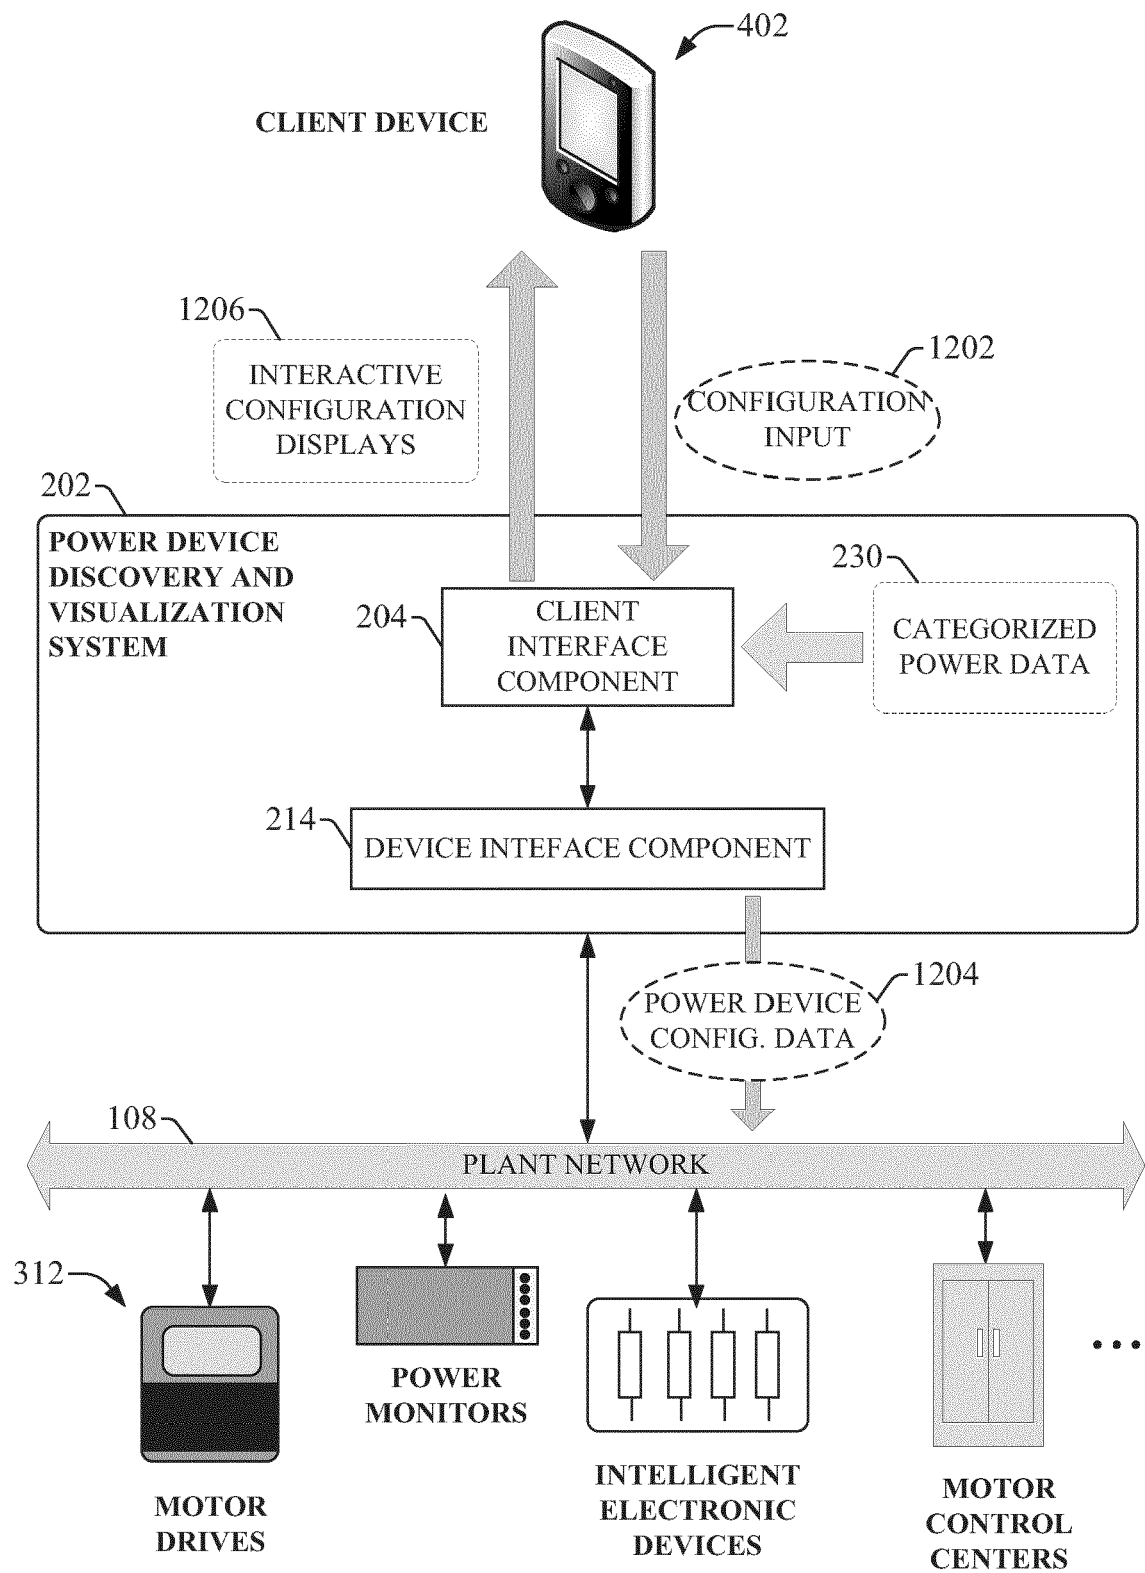 402
CLIENT DEVICE
1206
INTERACTIVE
CONFIGURATION
DISPLAYS
1202
CONFIGURATION
INPUT
202
POWER DEVICE
DISCOVERY AND
VISUALIZATION
SYSTEM
204
CLIENT
INTERFACE
COMPONENT
230
CATEGORIZED
POWER DATA
214
DEVICE INTEFACE COMPONENT
1204
POWER DEVICE
CONFIG. DATA
108
PLANT NETWORK
312
MOTOR
DRIVES
POWER
MONITORS
INTELLIGENT
ELECTRONIC
DEVICES
MOTOR
CONTROL
CENTERS